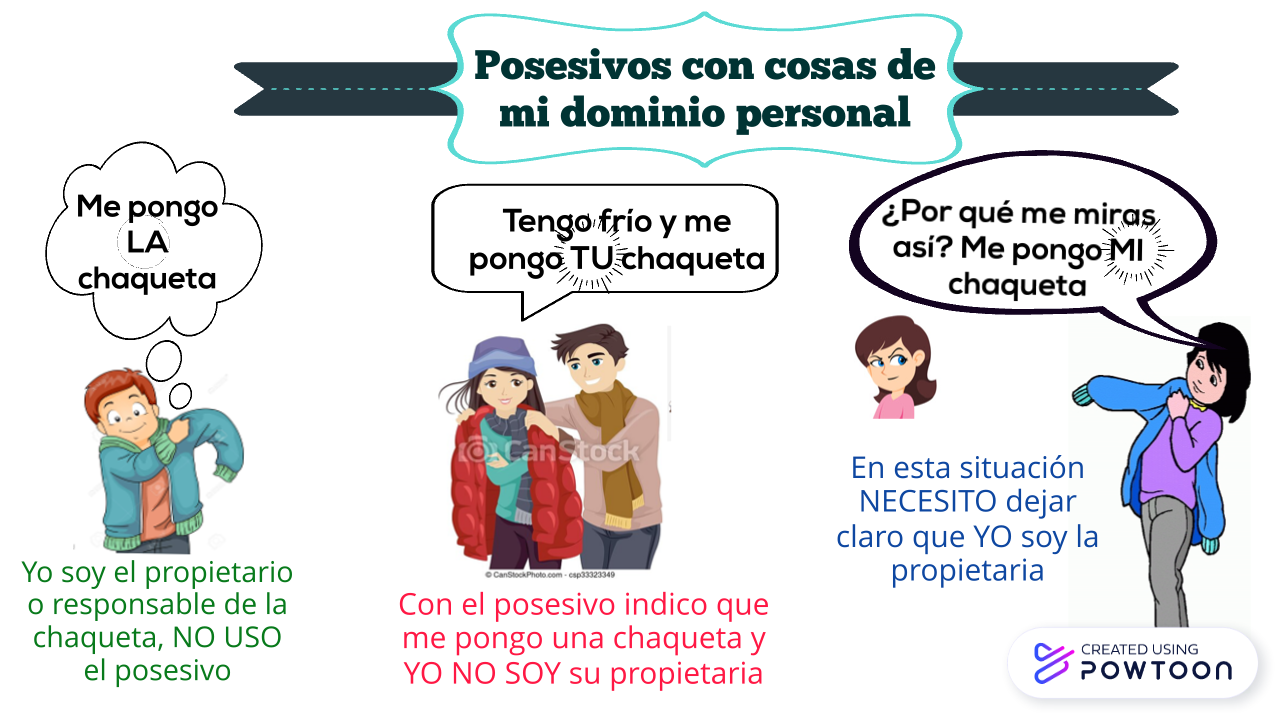 Posesivos con cosas de
mi dominio personal
Me pongo
LA
chaqueta
Yo soy el propietario
o responsable de la
chaqueta, NO USO
el posesivo
Tengo frío y me
pongo TU chaqueta
CanStock
© CanStockPhoto.com - csp33323349
Con el posesivo indico que
me pongo una chaqueta y
YO NO SOY su propietaria
¿Por qué me miras
así? Me pongo MI
chaqueta
En esta situación
NECESITO dejar
claro que YO soy la
propietaria
CREATED USING
POWTOON